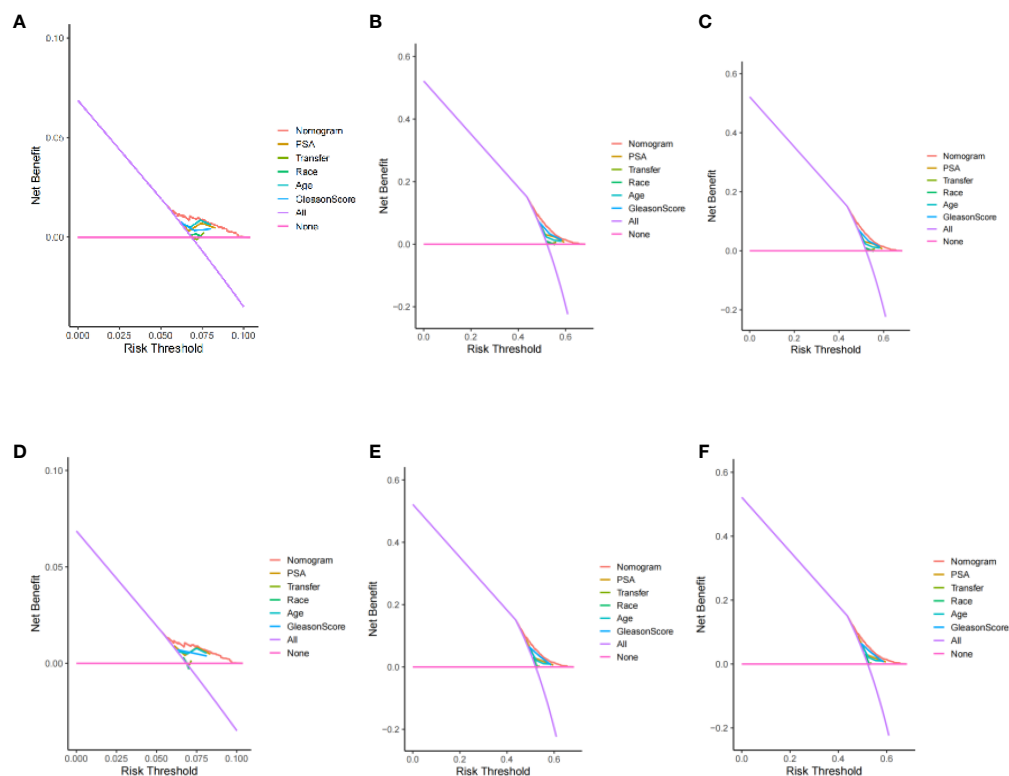 A
0.10
0.05
0.00
Net Benefit
0.000 0.025 0.050 0.075 0.100
Risk Threshold
Nomogram
PSA
Transfer
Race
Age
GleasonScore
All
None
B
0.6
0.4
0.2
0.0
−0.2
Net Benefit
0.0 0.2 0.4 0.6
Risk Threshold
Nomogram
PSA
Transfer
Race
Age
GleasonScore
All
None
C
0.6
0.4
0.2
0.0
−0.2
Net Benefit
0.0 0.2 0.4 0.6
Risk Threshold
Nomogram
PSA
Transfer
Race
Age
GleasonScore
All
None
D
0.10
0.05
0.00
Net Benefit
0.000 0.025 0.050 0.075 0.100
Risk Threshold
Nomogram
PSA
Transfer
Race
Age
GleasonScore
All
None
E
0.6
0.4
0.2
0.0
−0.2
Net Benefit
0.0 0.2 0.4 0.6
Risk Threshold
Nomogram
PSA
Transfer
Race
Age
GleasonScore
All
None
F
0.6
0.4
0.2
0.0
−0.2
Net Benefit
0.0 0.2 0.4 0.6
Risk Threshold
Nomogram
PSA
Transfer
Race
Age
GleasonScore
All
None